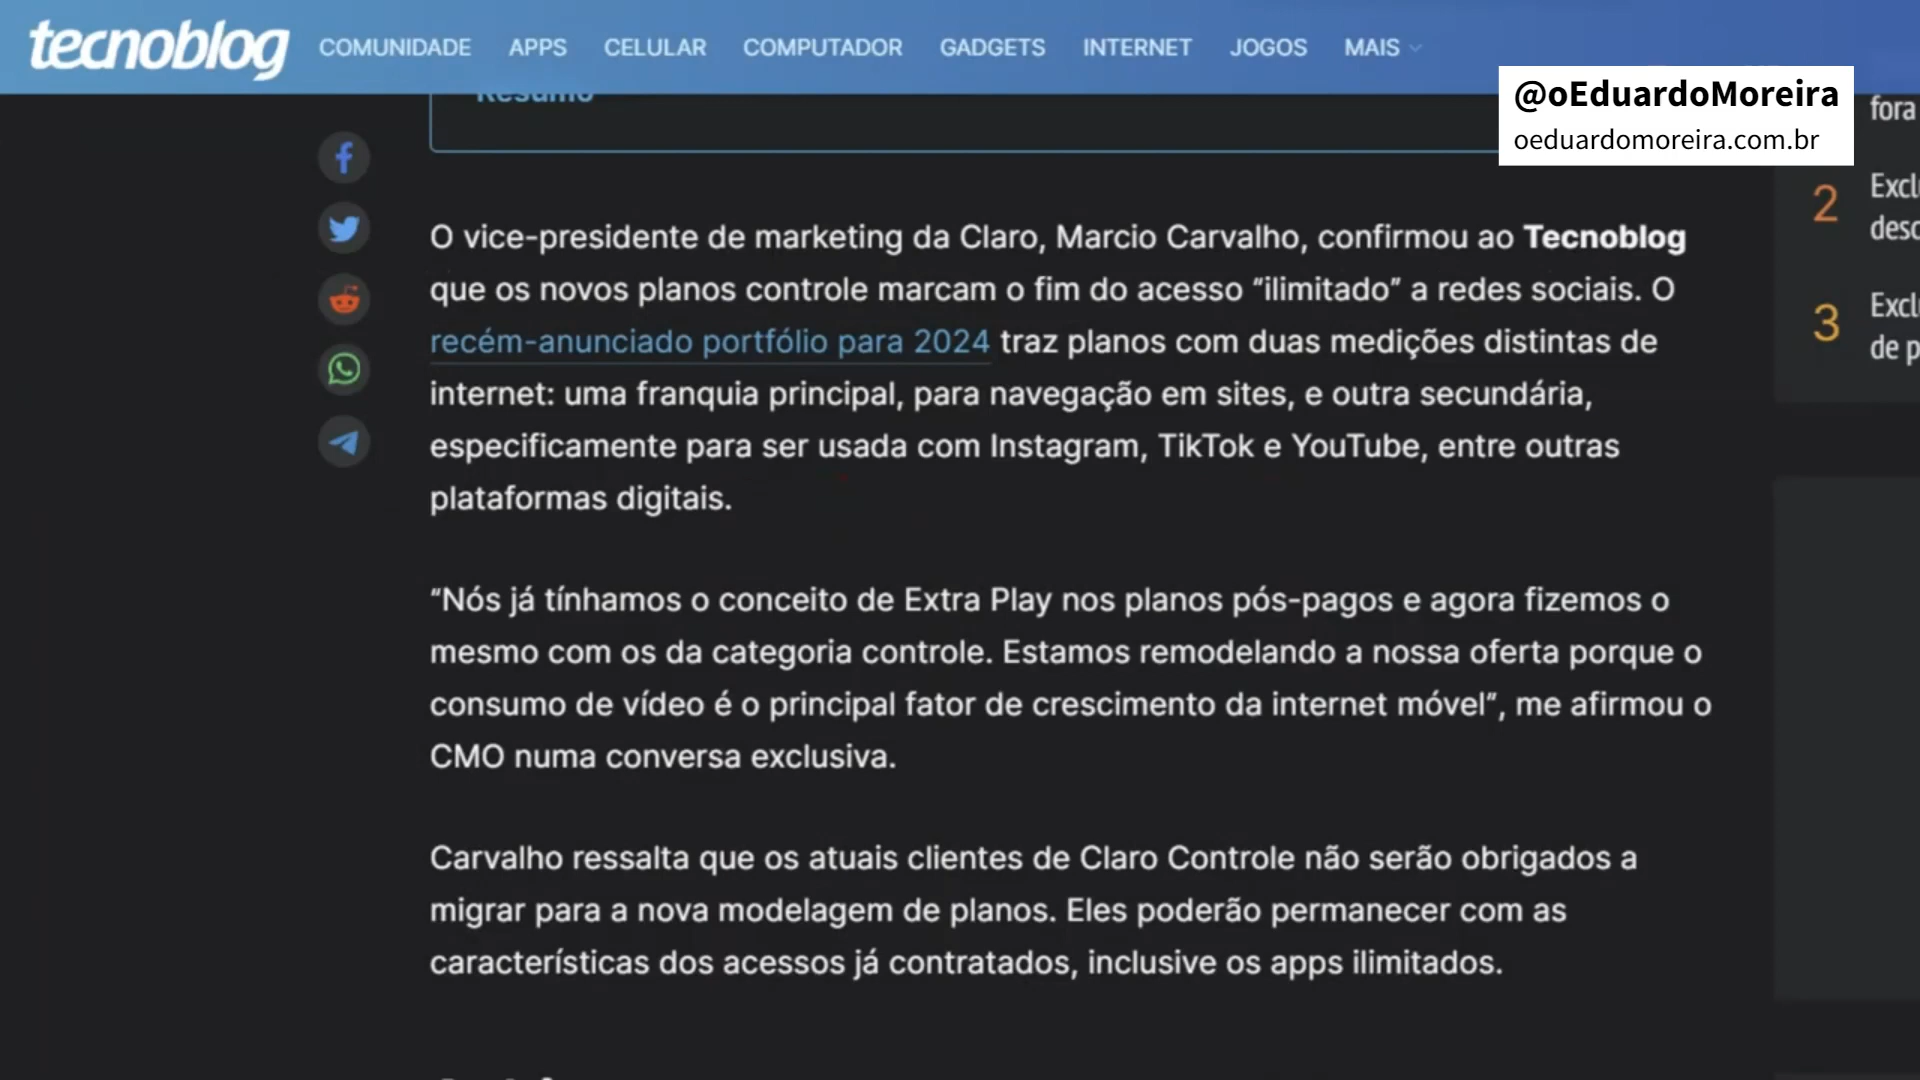 tecnoblog COMUNIDADE APPS CELULAR COMPUTADOR GADGETS INTERNET JOGOS MAIS
@oEduardoMoreira
oeduardomoreira.com.br
Resumo
fora
2 Exclu
desc
3 Exclu
de p
O vice-presidente de marketing da Claro, Marcio Carvalho, confirmou ao Tecnoblog
que os novos planos controle marcam o fim do acesso “ilimitado” a redes sociais. O
recém-anunciado portfólio para 2024 traz planos com duas medições distintas de
internet: uma franquia principal, para navegação em sites, e outra secundária,
especificamente para ser usada com Instagram, TikTok e YouTube, entre outras
plataformas digitais.
“Nós já tínhamos o conceito de Extra Play nos planos pós-pagos e agora fizemos o
mesmo com os da categoria controle. Estamos remodelando a nossa oferta porque o
consumo de vídeo é o principal fator de crescimento da internet móvel”, me afirmou o
CMO numa conversa exclusiva.
Carvalho ressalta que os atuais clientes de Claro Controle não serão obrigados a
migrar para a nova modelagem de planos. Eles poderão permanecer com as
características dos acessos já contratados, inclusive os apps ilimitados.